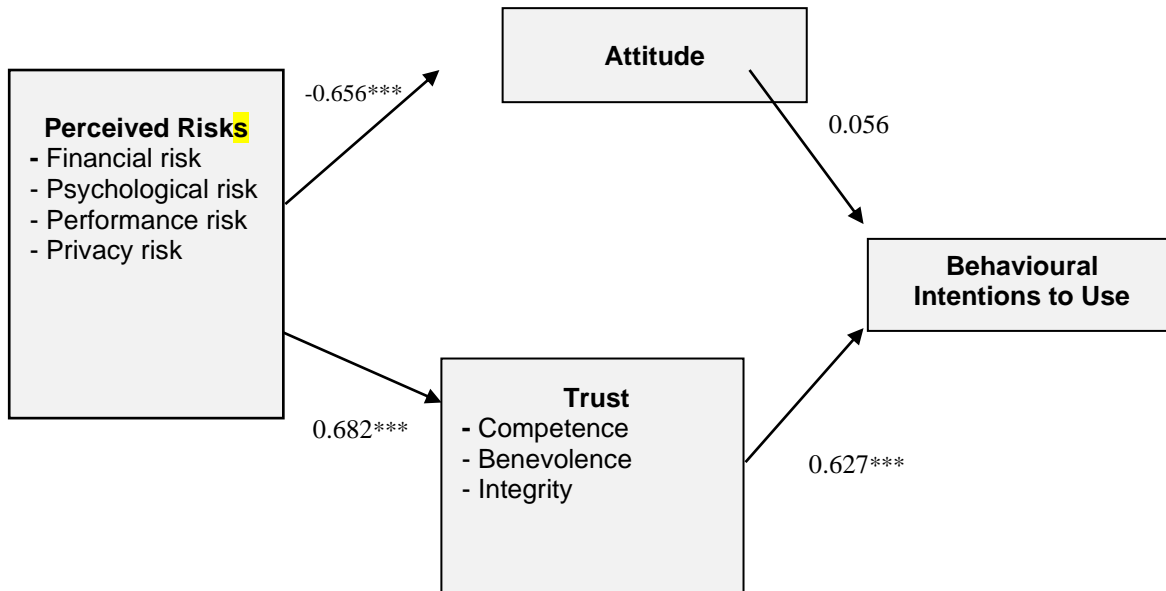 Attitude
-0.656***
Perceived Risks
- Financial risk
- Psychological risk
- Performance risk
- Privacy risk
0.056
Behavioural
Intentions to Use
Trust
- Competence
- Benevolence
- Integrity
0.682***
0.627***